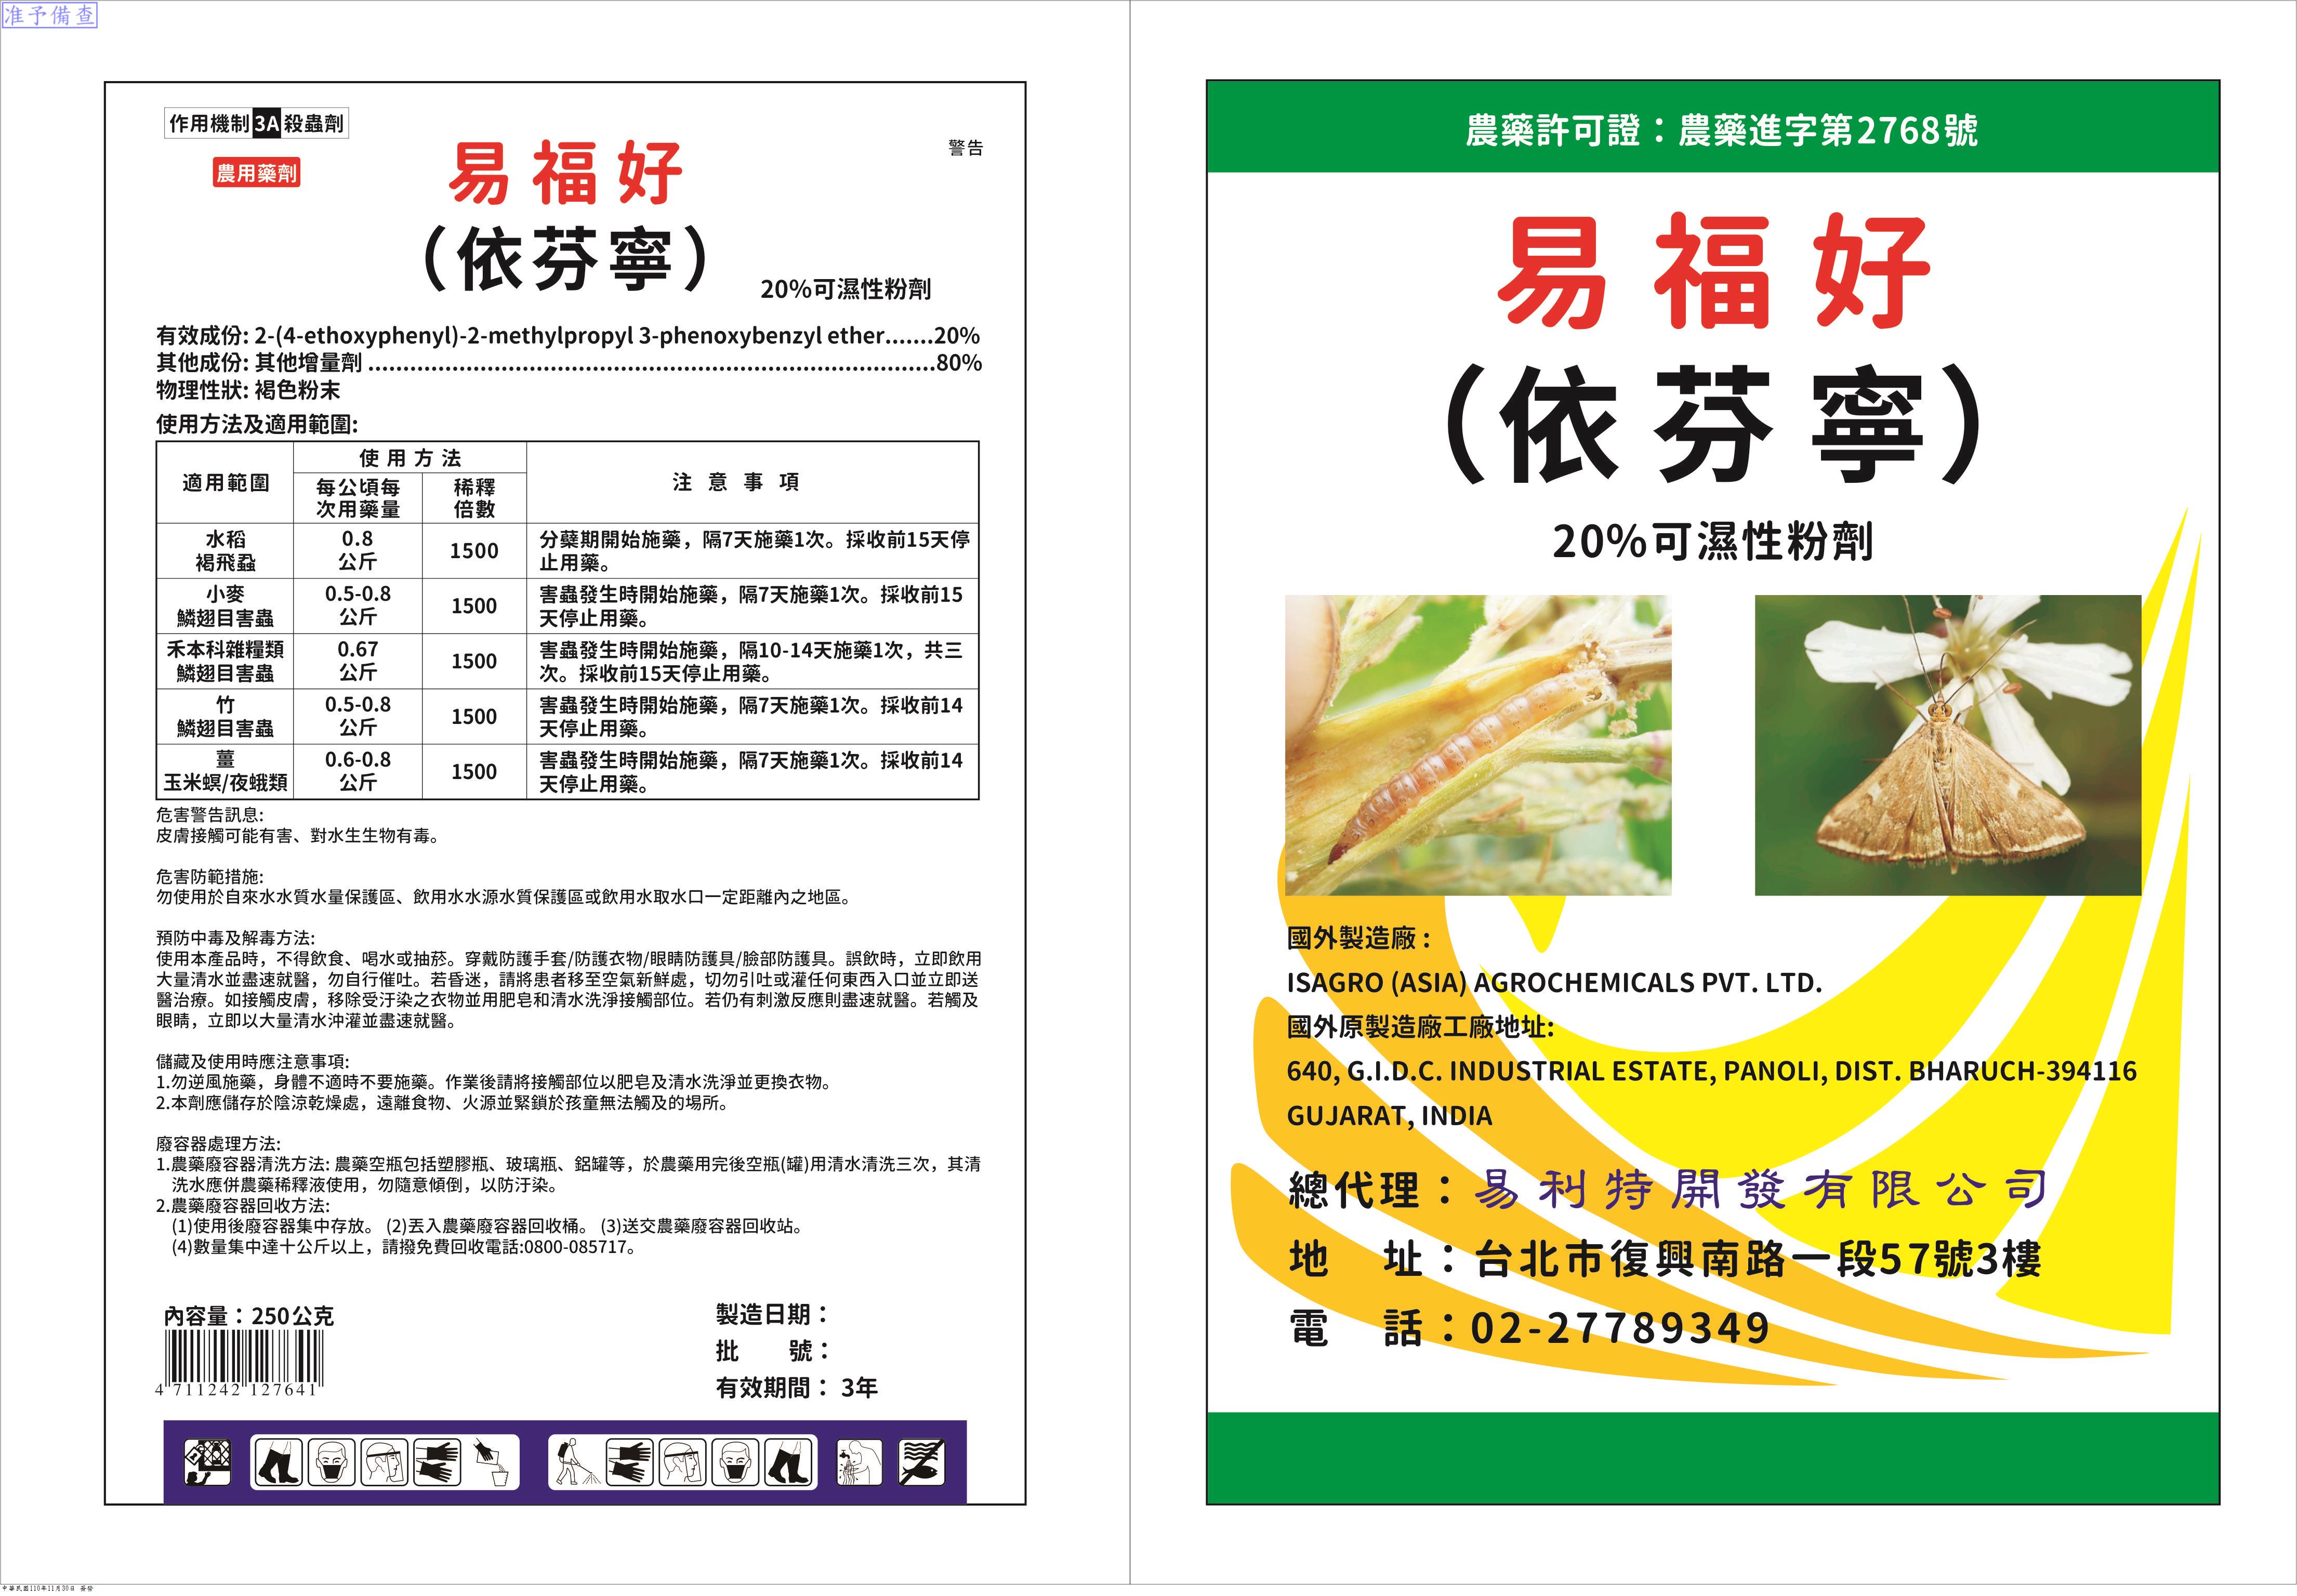 准予備查
作用機制3A殺蟲劑
農用藥劑
警告
易福好
（依芬寧）
20%可濕性粉劑
有效成份: 2-(4-ethoxyphenyl)-2-methylpropyl 3-phenoxybenzyl ether.......20%
其他成份: 其他增量劑 ................................................................................80%
物理性狀: 褐色粉末
使用方法及適用範圍:
適用範圍
使用方法
每公頃每
次用藥量
稀釋
倍數
注意事項
水稻
褐飛蝨
0.8
公斤
1500
分蘗期開始施藥，隔7天施藥1次。採收前15天停
止用藥。
小麥
鱗翅目害蟲
0.5-0.8
公斤
1500
害蟲發生時開始施藥，隔7天施藥1次。採收前15
天停止用藥。
禾本科雜糧類
鱗翅目害蟲
0.67
公斤
1500
害蟲發生時開始施藥，隔10-14天施藥1次，共三
次。採收前15天停止用藥。
竹
鱗翅目害蟲
0.5-0.8
公斤
1500
害蟲發生時開始施藥，隔7天施藥1次。採收前14
天停止用藥。
薑
玉米螟/夜蛾類
0.6-0.8
公斤
1500
害蟲發生時開始施藥，隔7天施藥1次。採收前14
天停止用藥。
危害警告訊息:
皮膚接觸可能有害、對水生生物有毒。
危害防範措施:
勿使用於自來水水質水量保護區、飲用水水源水質保護區或飲用水取水口一定距離內之地區。
預防中毒及解毒方法:
使用本產品時，不得飲食、喝水或抽菸。穿戴防護手套/防護衣物/眼睛防護具/臉部防護具。誤飲時，立即飲用
大量清水並盡速就醫，勿自行催吐。若昏迷，請將患者移至空氣新鮮處，切勿引吐或灌任何東西入口並立即送
醫治療。如接觸皮膚，移除受汙染之衣物並用肥皂和清水洗淨接觸部位。若仍有刺激反應則盡速就醫。若觸及
眼睛，立即以大量清水沖灌並盡速就醫。
儲藏及使用時應注意事項:
1.勿逆風施藥，身體不適時不要施藥。作業後請將接觸部位以肥皂及清水洗淨並更換衣物。
2.本劑應儲存於陰涼乾燥處，遠離食物、火源並緊鎖於孩童無法觸及的場所。
廢容器處理方法:
1.農藥廢容器清洗方法: 農藥空瓶包括塑膠瓶、玻璃瓶、鋁罐等，於農藥用完後空瓶(罐)用清水清洗三次，其清
洗水應併農藥稀釋液使用，勿隨意傾倒，以防汙染。
2.農藥廢容器回收方法:
(1)使用後廢容器集中存放。 (2)丟入農藥廢容器回收桶。 (3)送交農藥廢容器回收站。
(4)數量集中達十公斤以上，請撥免費回收電話:0800-085717。
內容量：250公克
4 711242 127641
製造日期：
批 號：
有效期間： 3年
中華民國110年11月30日 簽發
農藥許可證：農藥進字第2768號
易福好
（依芬寧）
20%可濕性粉劑
國外製造廠：
ISAGRO (ASIA) AGROCHEMICALS PVT. LTD.
國外原製造廠工廠地址:
640, G.I.D.C. INDUSTRIAL ESTATE, PANOLI, DIST. BHARUCH-394116
GUJARAT, INDIA
總代理：易利特開發有限公司
地 址：台北市復興南路一段57號3樓
電 話：02-27789349